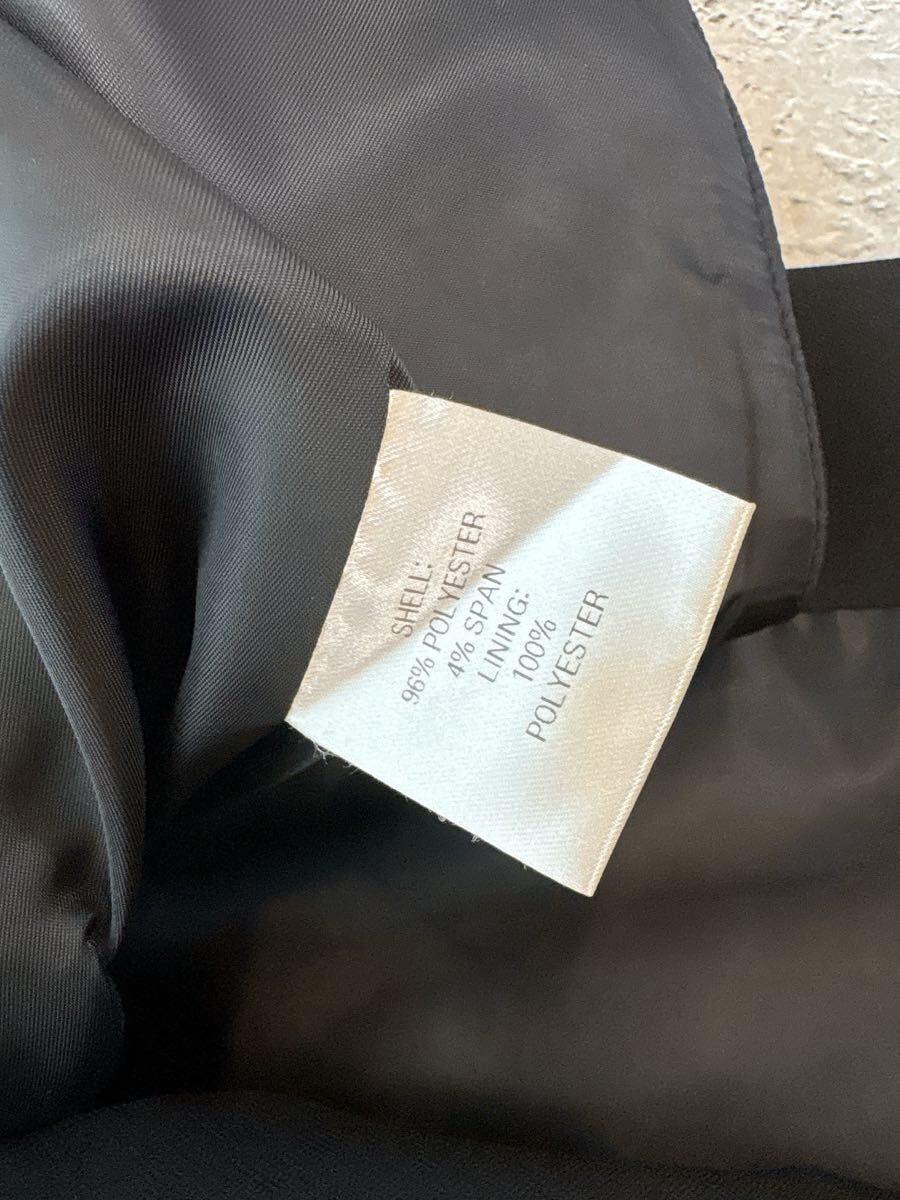 SHELL:
96% POLYESTER
4% SPAN
LINING:
100%
POLYESTER